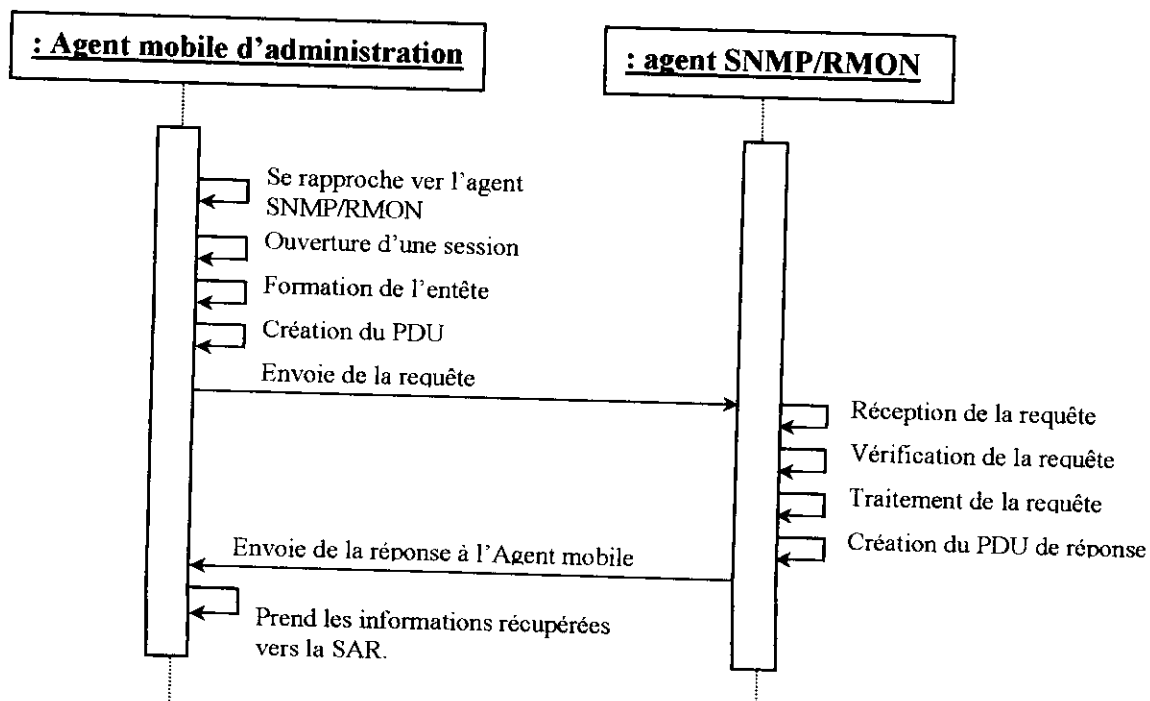 : Agent mobile d'administration
: agent SNMP/RMON
Se rapproche ver l'agent
SNMP/RMON
Ouverture d'une session
Formation de l'entête
Création du PDU
Envoie de la requête
Réception de la requête
Vérification de la requête
Traitement de la requête
Création du PDU de réponse
Envoie de la réponse à l'Agent mobile
Prend les informations récupérées
vers la SAR.